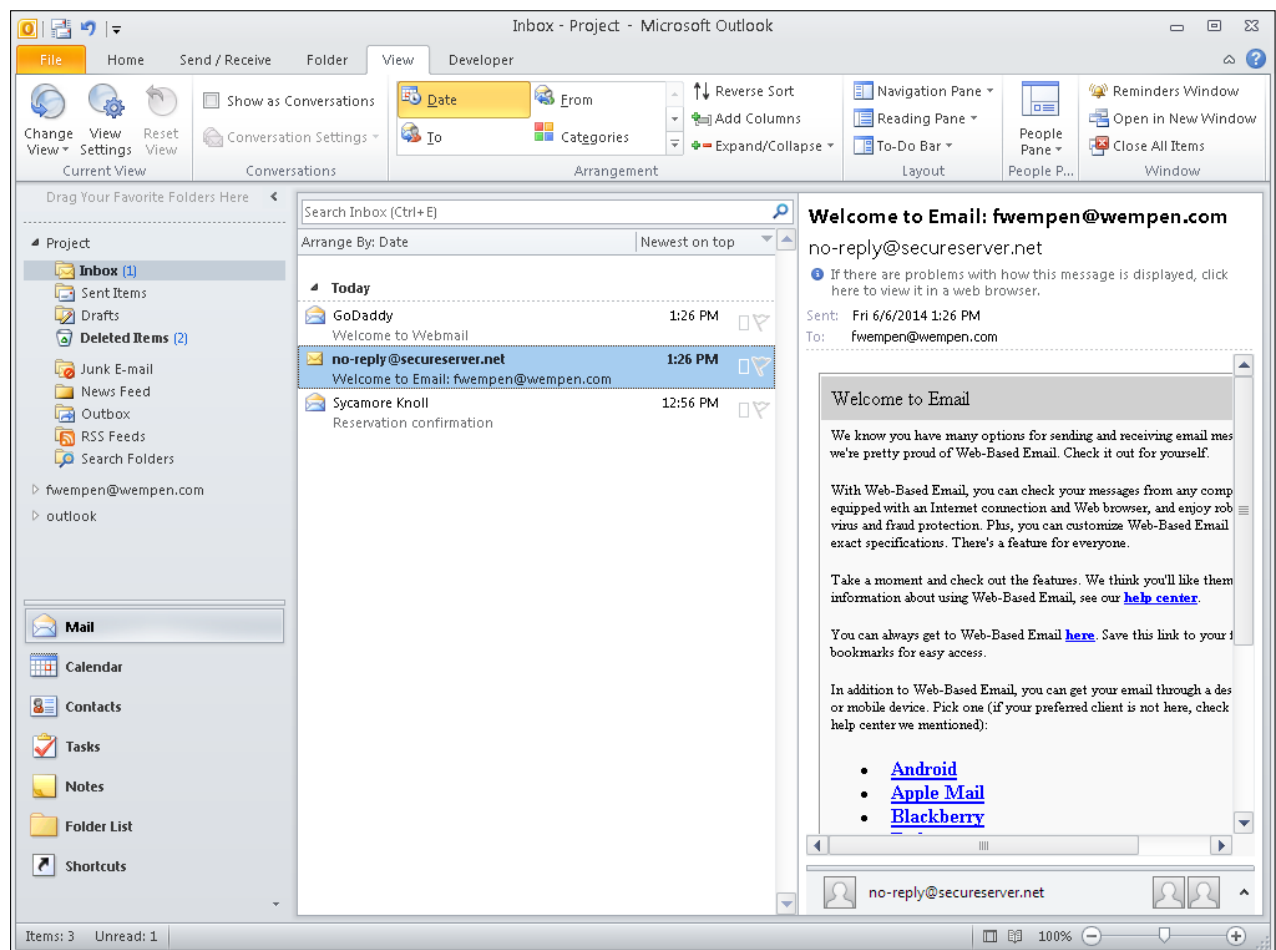 Inbox - Project - Microsoft Outlook
File Home Send / Receive Folder View Developer
Change View View Settings Reset View
Current View
Show as Conversations
Conversation Settings
Conversations
Date From
To Categories
Reverse Sort
Add Columns
Expand/Collapse
Arrangement
Navigation Pane
Reading Pane
To-Do Bar
Layout
People Pane
People P...
Reminders Window
Open in New Window
Close All Items
Window
Drag Your Favorite Folders Here
Project
Inbox (1)
Sent Items
Drafts
Deleted Items (2)
Junk E-mail
News Feed
Outbox
RSS Feeds
Search Folders
fwempen@wempen.com
outlook
Mail
Calendar
Contacts
Tasks
Notes
Folder List
Shortcuts
Search Inbox (Ctrl+E)
Arrange By: Date Newest on top
Today
GoDaddy 1:26 PM
Welcome to Webmail
no-reply@secureserver.net 1:26 PM
Welcome to Email: fwempen@wempen.com
Sycamore Knoll 12:56 PM
Reservation confirmation
Welcome to Email: fwempen@wempen.com
no-reply@secureserver.net
If there are problems with how this message is displayed, click
here to view it in a web browser.
Sent: Fri 6/6/2014 1:26 PM
To: fwempen@wempen.com
Welcome to Email
We know you have many options for sending and receiving email mes
we're pretty proud of Web-Based Email. Check it out for yourself.
With Web-Based Email, you can check your messages from any comp
equipped with an Internet connection and Web browser, and enjoy rob
virus and fraud protection. Plus, you can customize Web-Based Email
exact specifications. There's a feature for everyone.
Take a moment and check out the features. We think you'll like them
information about using Web-Based Email, see our help center.
You can always get to Web-Based Email here. Save this link to your f
bookmarks for easy access.
In addition to Web-Based Email, you can get your email through a des
or mobile device. Pick one (if your preferred client is not here, check
help center we mentioned):
• Android
• Apple Mail
• Blackberry
no-reply@secureserver.net
Items: 3 Unread: 1 100%